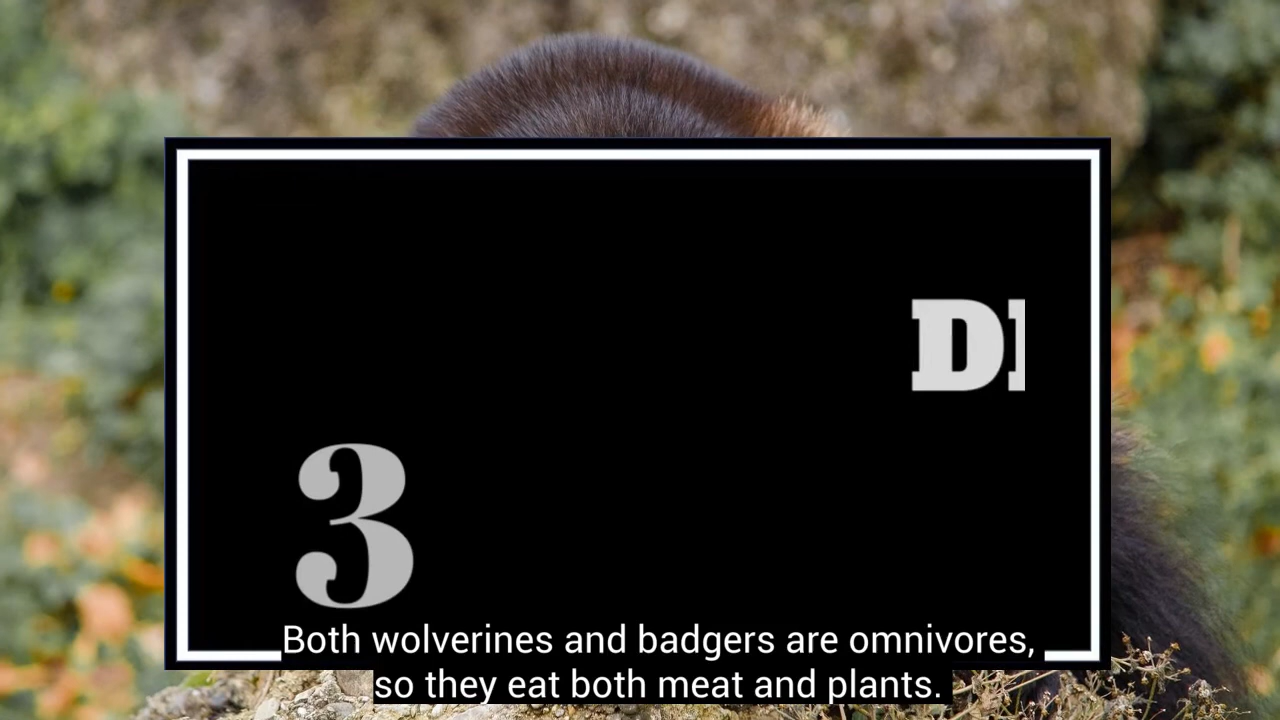 D
3
Both wolverines and badgers are omnivores,
so they eat both meat and plants.